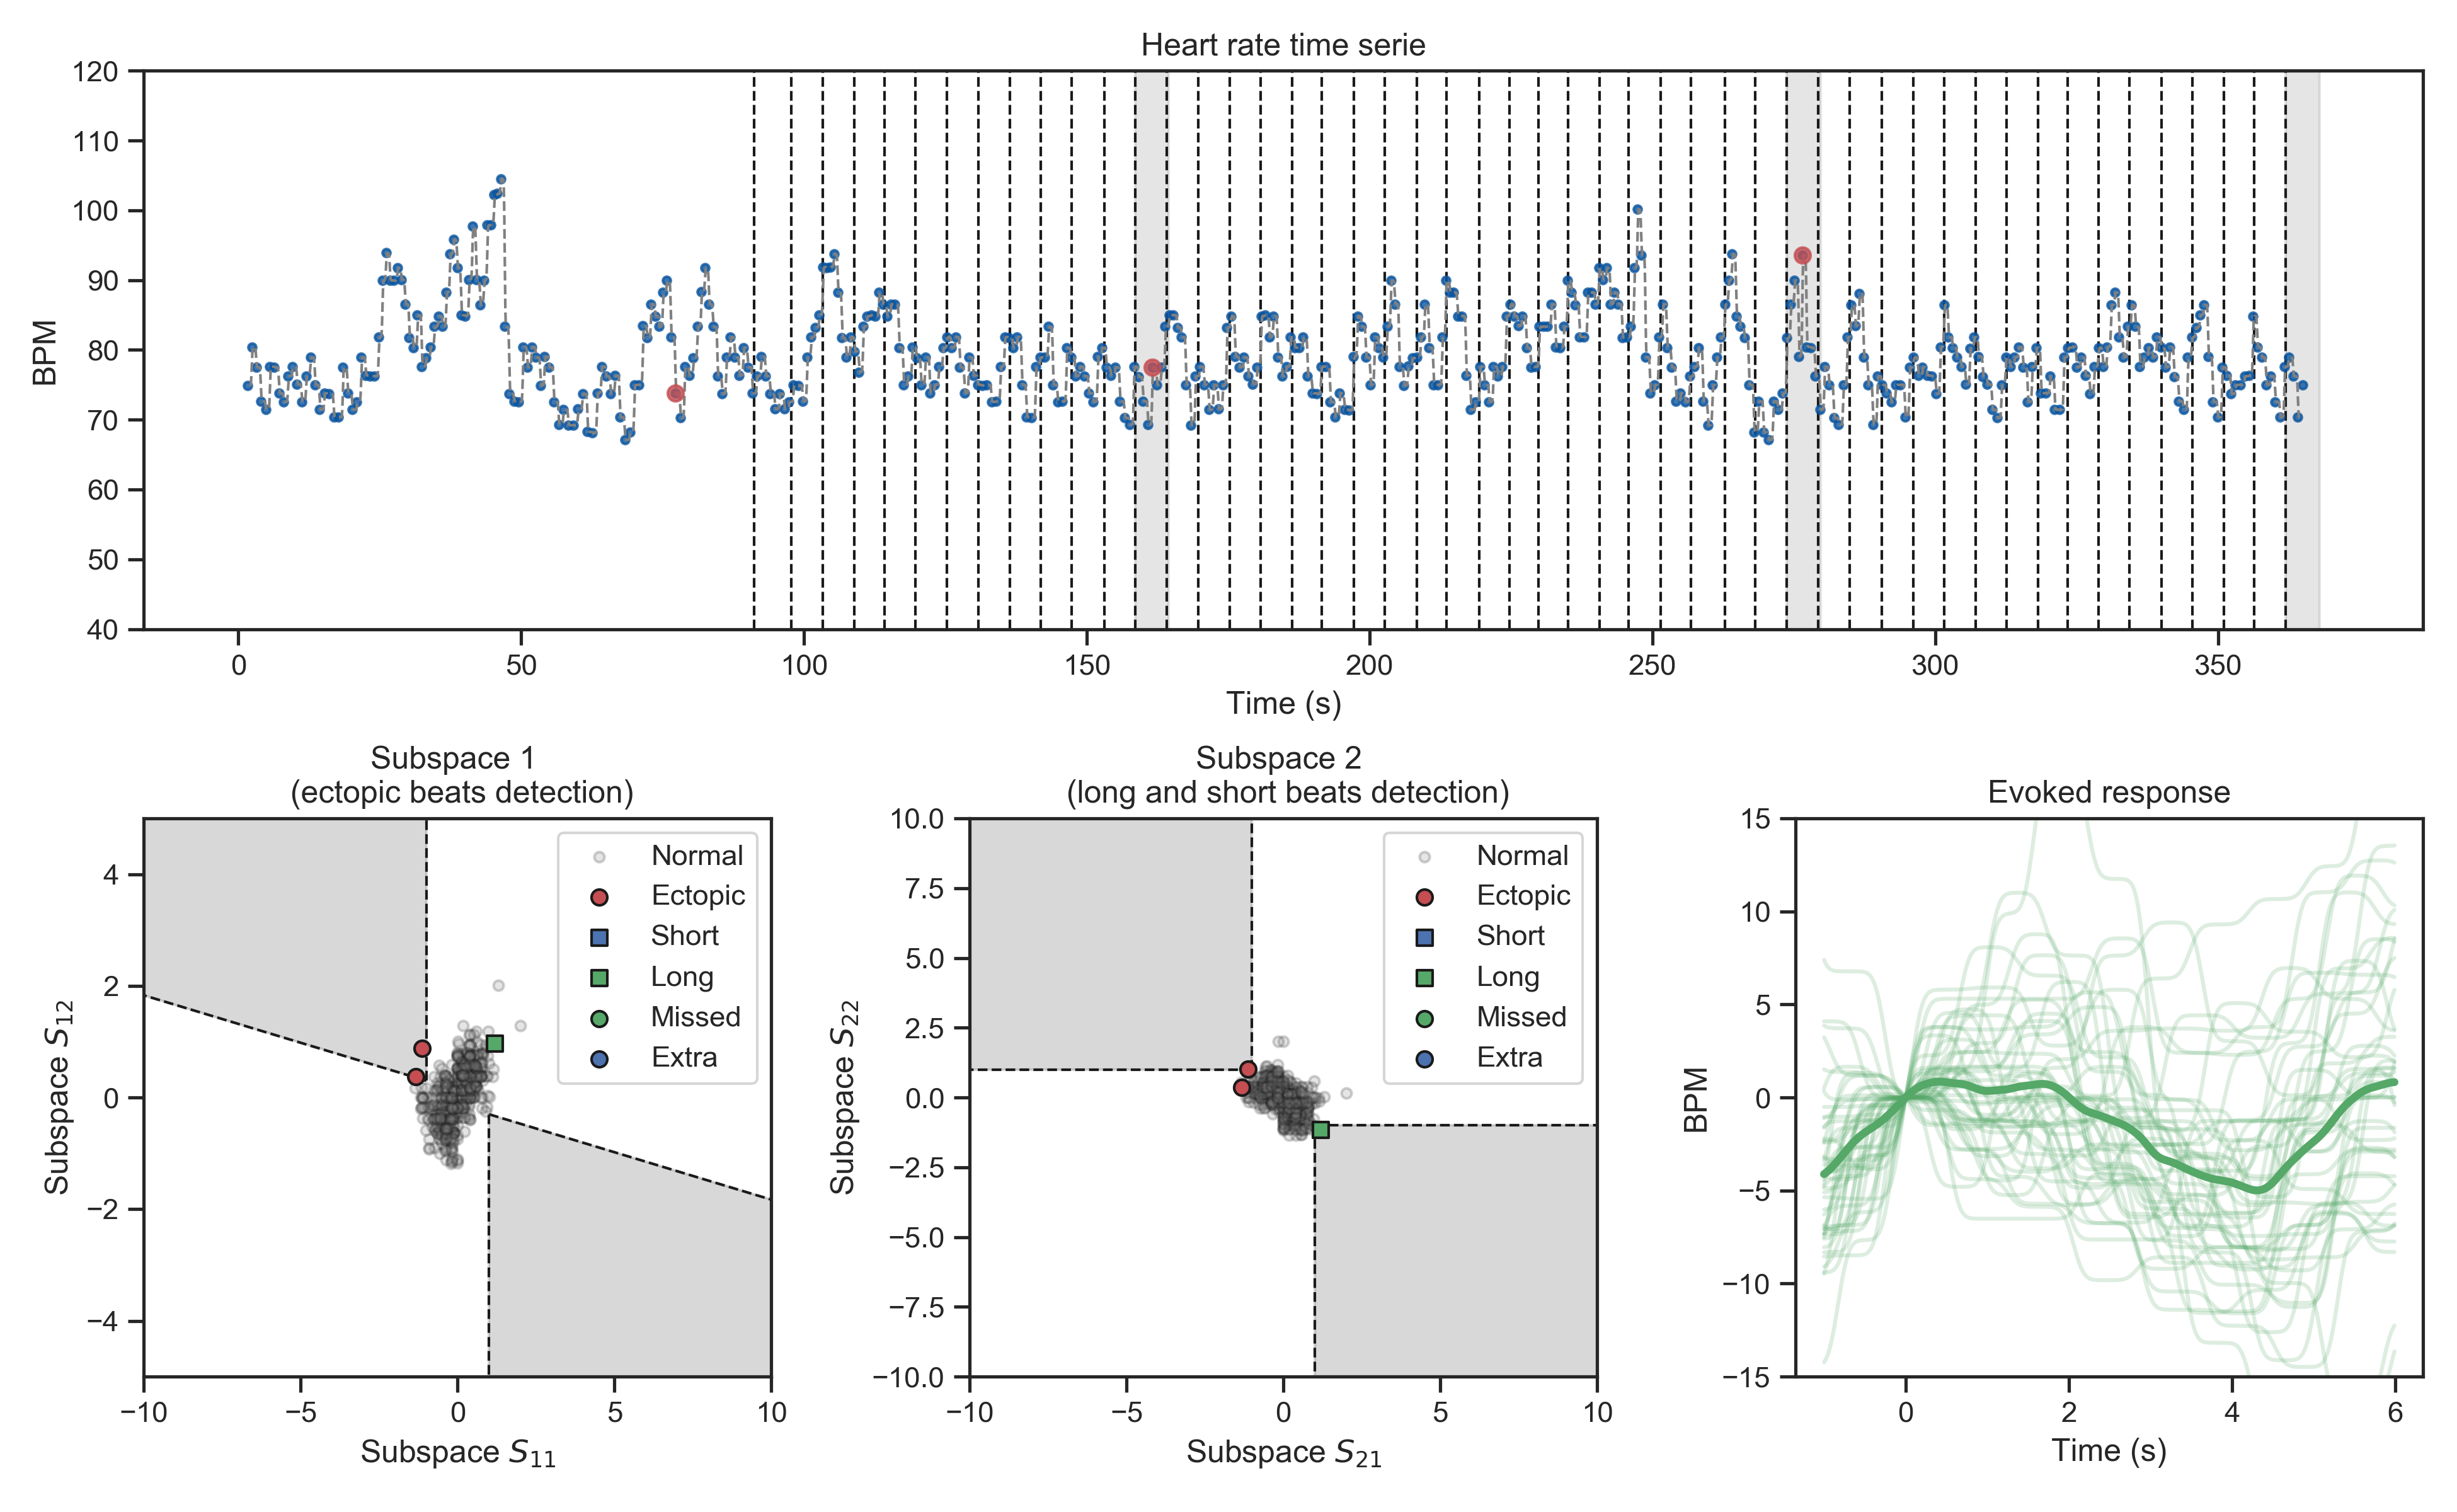 Heart rate time serie
120
110
100
90
80
70
60
50
40
BPM
0 50 100 150 200 250 300 350
Time (s)
Subspace 1
(ectopic beats detection)
4
2
0
−2
−4
Subspace S12
Normal
Ectopic
Short
Long
Missed
Extra
−10 −5 0 5 10
Subspace S11
Subspace 2
(long and short beats detection)
10.0
7.5
5.0
2.5
0.0
−2.5
−5.0
−7.5
−10.0
Subspace S22
Normal
Ectopic
Short
Long
Missed
Extra
−10 −5 0 5 10
Subspace S21
Evoked response
15
10
5
0
−5
−10
−15
BPM
0 2 4 6
Time (s)